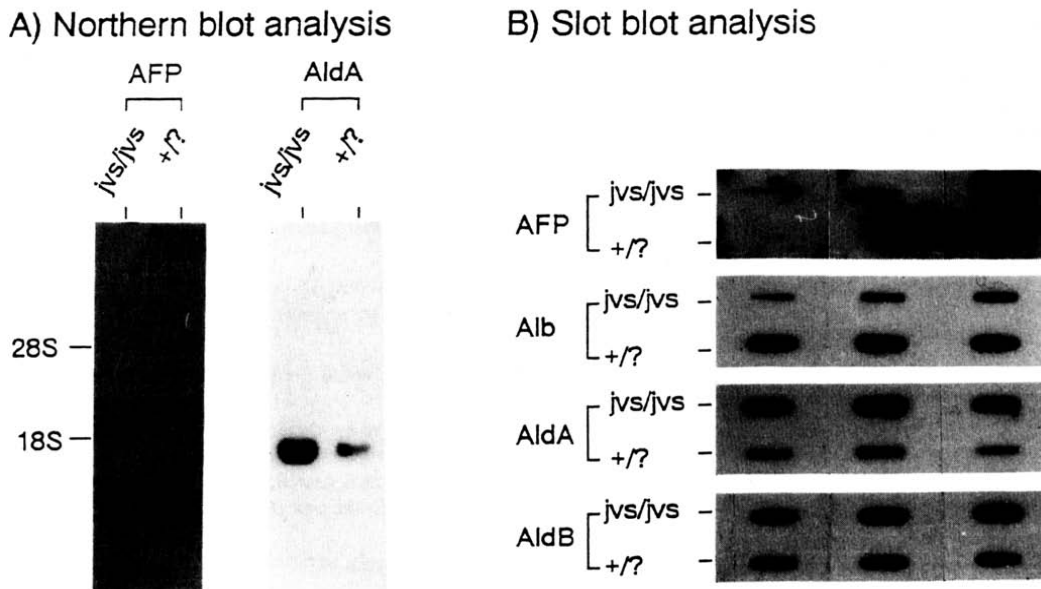 A) Northern blot analysis
AFP
AldA
jvs/jvs
+/?
jvs/jvs
+/?
28S
18S
B) Slot blot analysis
AFP
jvs/jvs
+/?
Alb
jvs/jvs
+/?
AldA
jvs/jvs
+/?
AldB
jvs/jvs
+/?